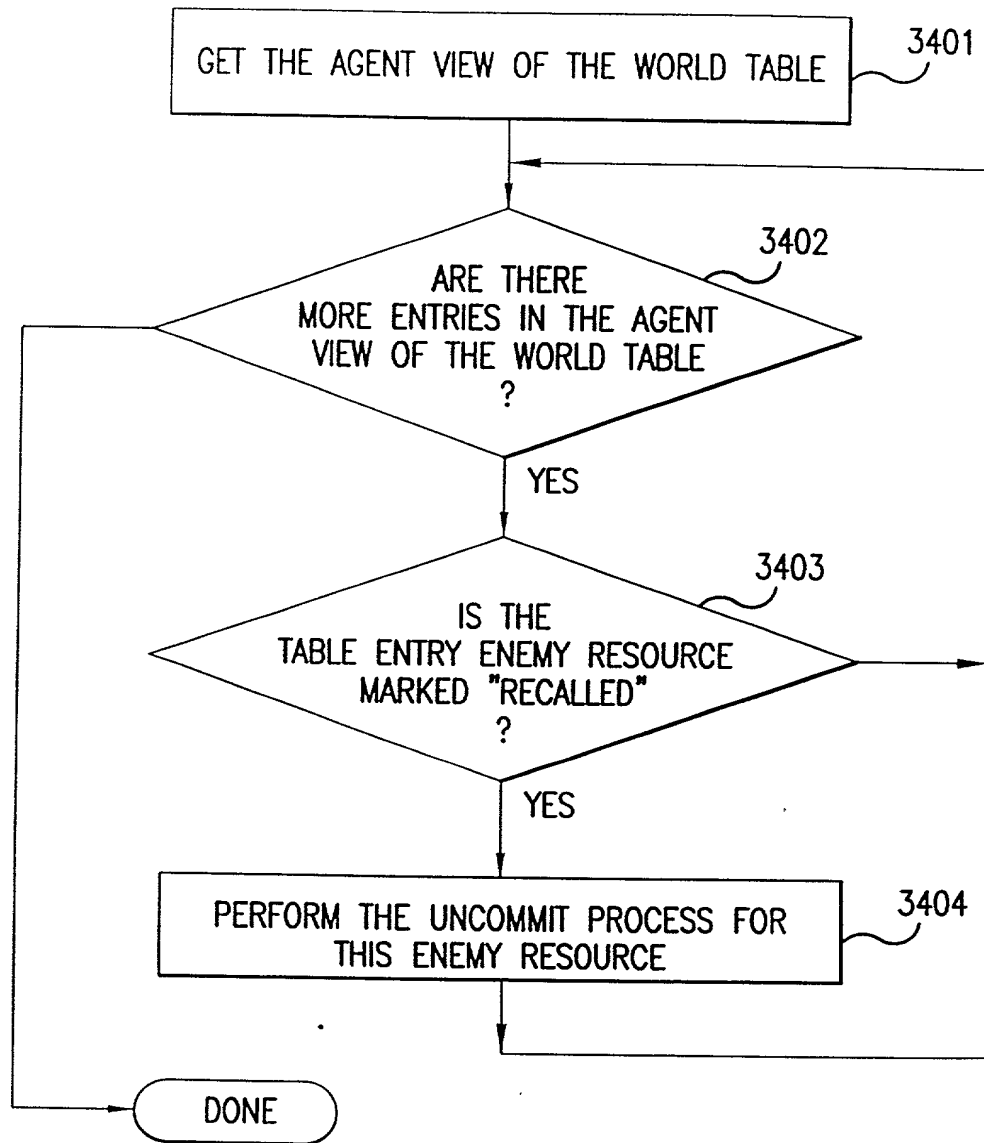 GET THE AGENT VIEW OF THE WORLD TABLE
3401
3402
ARE THERE
MORE ENTRIES IN THE AGENT
VIEW OF THE WORLD TABLE
?
YES
3403
IS THE
TABLE ENTRY ENEMY RESOURCE
MARKED "RECALLED"
?
YES
3404
PERFORM THE UNCOMMIT PROCESS FOR
THIS ENEMY RESOURCE
DONE